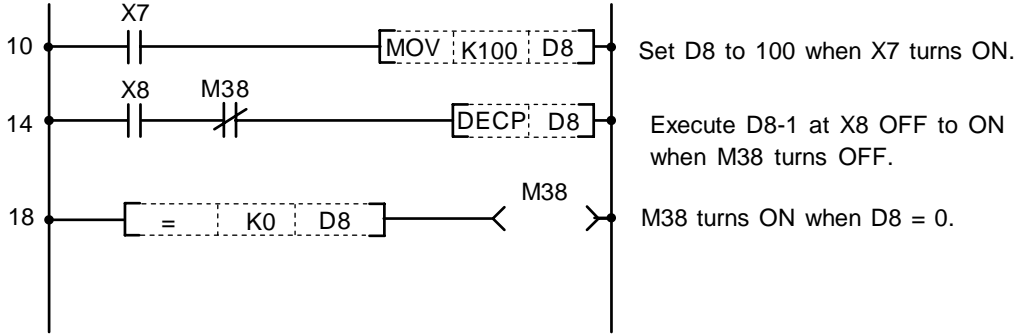 X7
10 MOV K100 D8 Set D8 to 100 when X7 turns ON.
X8 M38
14 DECP D8 Execute D8-1 at X8 OFF to ON
when M38 turns OFF.
M38
18 = K0 D8 M38 turns ON when D8 = 0.